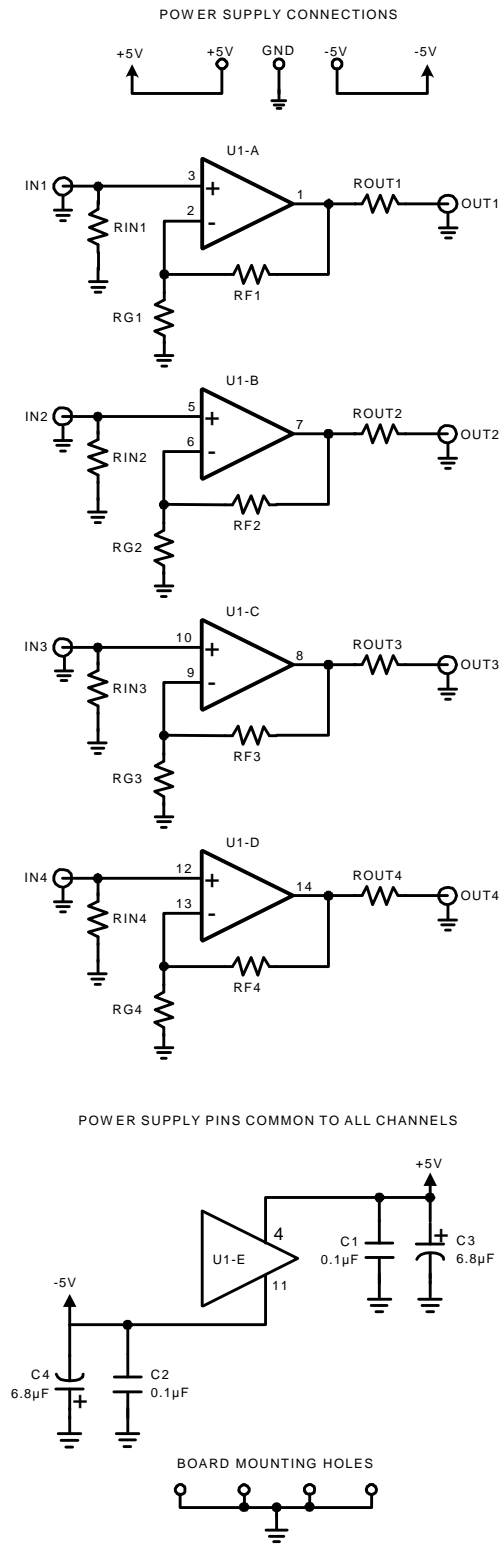 POWER SUPPLY CONNECTIONS
+5V +5V GND -5V -5V
U1-A
IN1 3 + 1 ROUT1 OUT1
RIN1 2 -
RF1
RG1
U1-B
IN2 5 + 7 ROUT2 OUT2
RIN2 6 -
RF2
RG2
U1-C
IN3 10 + 8 ROUT3 OUT3
RIN3 9 -
RF3
RG3
U1-D
IN4 12 + 14 ROUT4 OUT4
RIN4 13 -
RF4
RG4
POWER SUPPLY PINS COMMON TO ALL CHANNELS
+5V
4
U1-E
11
C1
0.1µF
+ C3
6.8µF
-5V
C4
6.8µF +
C2
0.1µF
BOARD MOUNTING HOLES